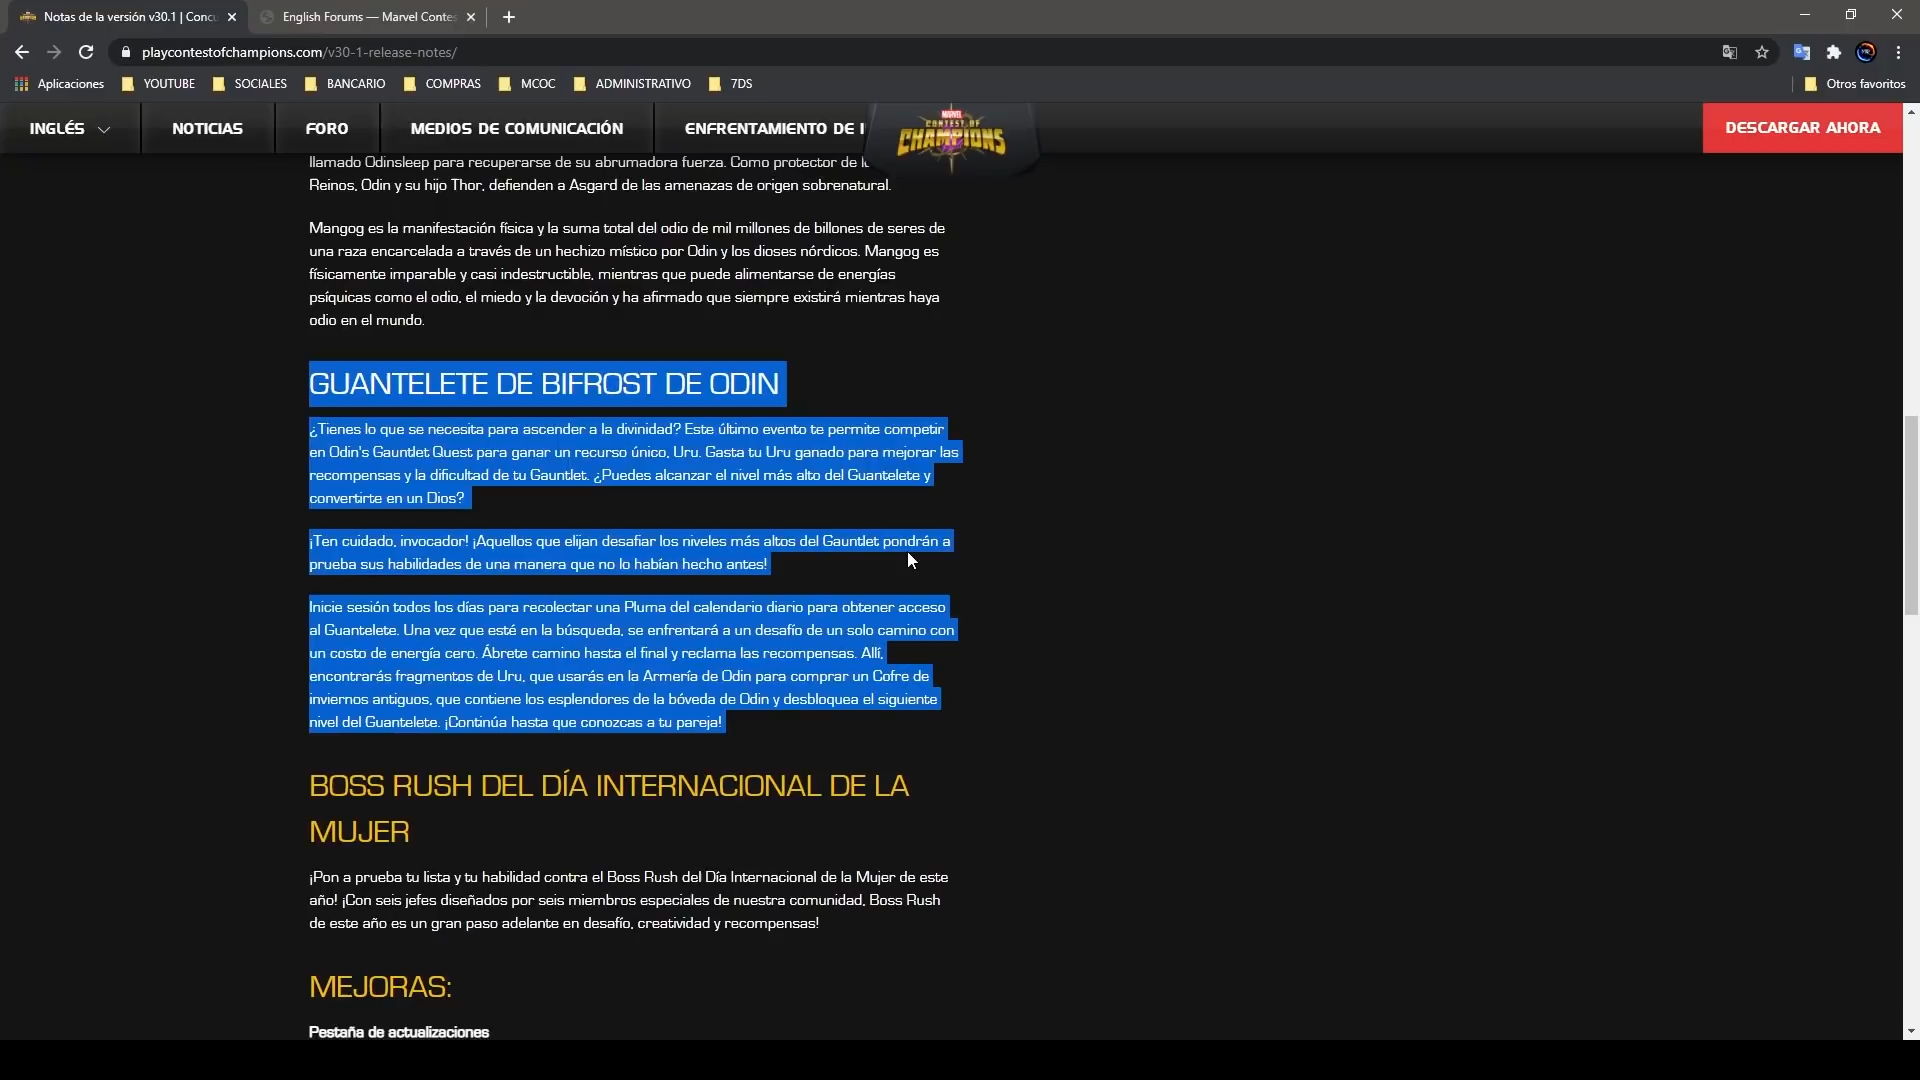 Notas de la versión v30.1 | Concu
English Forums — Marvel Contes
playcontestofchampions.com/v30-1-release-notes/
Aplicaciones
YOUTUBE
SOCIALES
BANCARIO
COMPRAS
MCOC
ADMINISTRATIVO
7DS
Otros favoritos
INGLÉS
NOTICIAS
FORO
MEDIOS DE COMUNICACIÓN
ENFRENTAMIENTO DE I
MARVEL
CONTEST OF
CHAMPIONS
DESCARGAR AHORA
llamado Odinsleep para recuperarse de su abrumadora fuerza. Como protector de l
Reinos, Odin y su hijo Thor, defienden a Asgard de las amenazas de origen sobrenatural.
Mangog es la manifestación física y la suma total del odio de mil millones de billones de seres de
una raza encarcelada a través de un hechizo místico por Odin y los dioses nórdicos. Mangog es
físicamente imparable y casi indestructible, mientras que puede alimentarse de energías
psíquicas como el odio, el miedo y la devoción y ha afirmado que siempre existirá mientras haya
odio en el mundo.
GUANTELETE DE BIFROST DE ODIN
¿Tienes lo que se necesita para ascender a la divinidad? Este último evento te permite competir
en Odin's Gauntlet Quest para ganar un recurso único, Uru. Gasta tu Uru ganado para mejorar las
recompensas y la dificultad de tu Gauntlet. ¿Puedes alcanzar el nivel más alto del Guantelete y
convertirte en un Dios?
¡Ten cuidado, invocador! ¡Aquellos que elijan desafiar los niveles más altos del Gauntlet pondrán a
prueba sus habilidades de una manera que no lo habían hecho antes!
Inicie sesión todos los días para recolectar una Pluma del calendario diario para obtener acceso
al Guantelete. Una vez que esté en la búsqueda, se enfrentará a un desafío de un solo camino con
un costo de energía cero. Ábrete camino hasta el final y reclama las recompensas. Allí,
encontrarás fragmentos de Uru, que usarás en la Armería de Odin para comprar un Cofre de
inviernos antiguos, que contiene los esplendores de la bóveda de Odin y desbloquea el siguiente
nivel del Guantelete. ¡Continúa hasta que conozcas a tu pareja!
BOSS RUSH DEL DÍA INTERNACIONAL DE LA
MUJER
¡Pon a prueba tu lista y tu habilidad contra el Boss Rush del Día Internacional de la Mujer de este
año! ¡Con seis jefes diseñados por seis miembros especiales de nuestra comunidad, Boss Rush
de este año es un gran paso adelante en desafío, creatividad y recompensas!
MEJORAS:
Pestaña de actualizaciones